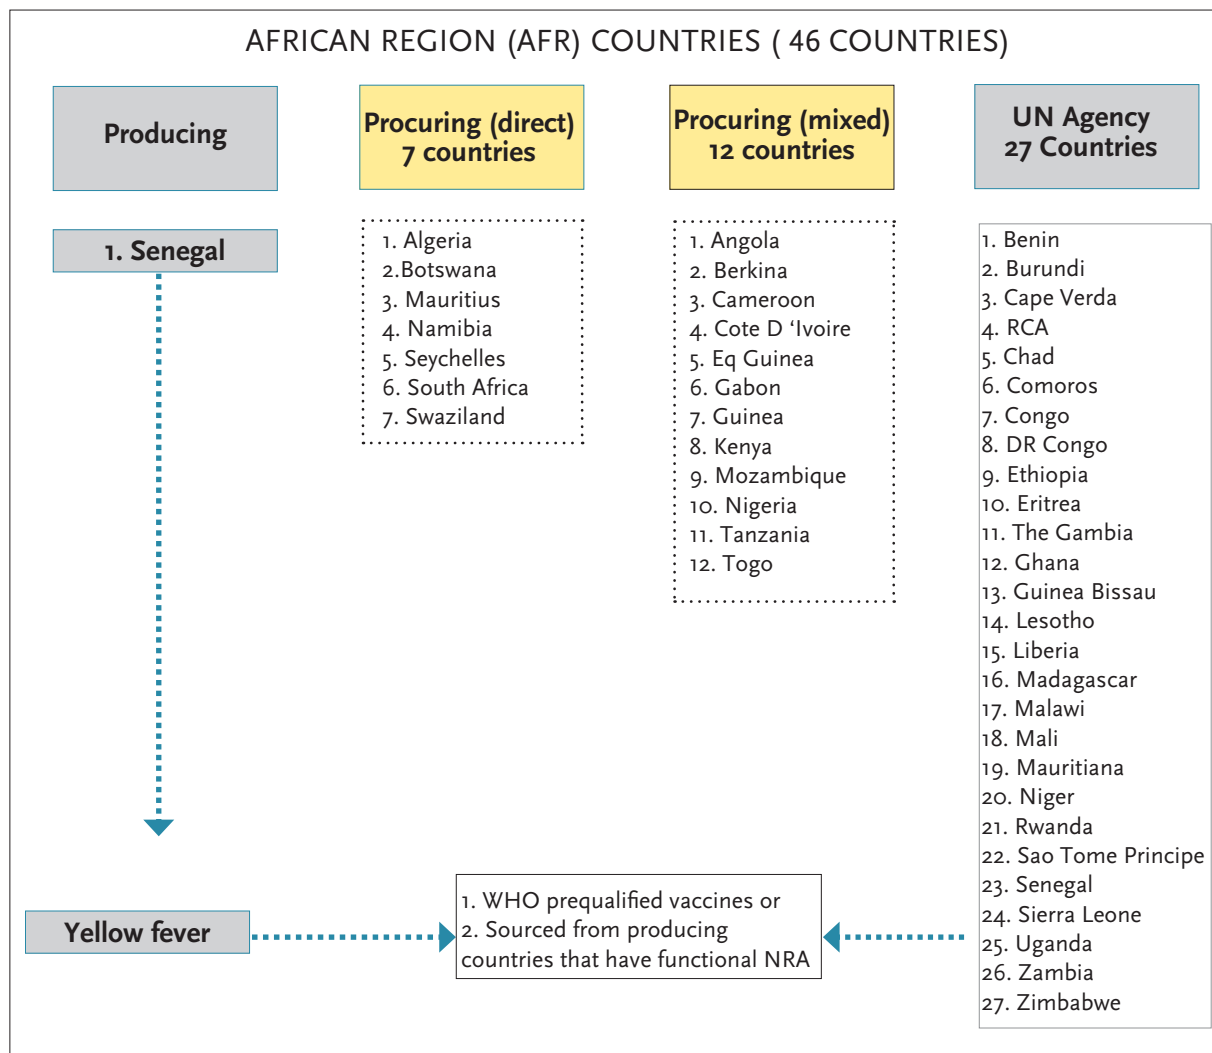 AFRICAN REGION (AFR) COUNTRIES ( 46 COUNTRIES)
Producing
1. Senegal
Yellow fever
Procuring (direct)
7 countries
1. Algeria
2.Botswana
3. Mauritius
4. Namibia
5. Seychelles
6. South Africa
7. Swaziland
Procuring (mixed)
12 countries
1. Angola
2. Berkina
3. Cameroon
4. Cote D ‘Ivoire
5. Eq Guinea
6. Gabon
7. Guinea
8. Kenya
9. Mozambique
10. Nigeria
11. Tanzania
12. Togo
1. WHO prequalified vaccines or
2. Sourced from producing
countries that have functional NRA
UN Agency
27 Countries
1. Benin
2. Burundi
3. Cape Verda
4. RCA
5. Chad
6. Comoros
7. Congo
8. DR Congo
9. Ethiopia
10. Eritrea
11. The Gambia
12. Ghana
13. Guinea Bissau
14. Lesotho
15. Liberia
16. Madagascar
17. Malawi
18. Mali
19. Mauritiana
20. Niger
21. Rwanda
22. Sao Tome Principe
23. Senegal
24. Sierra Leone
25. Uganda
26. Zambia
27. Zimbabwe